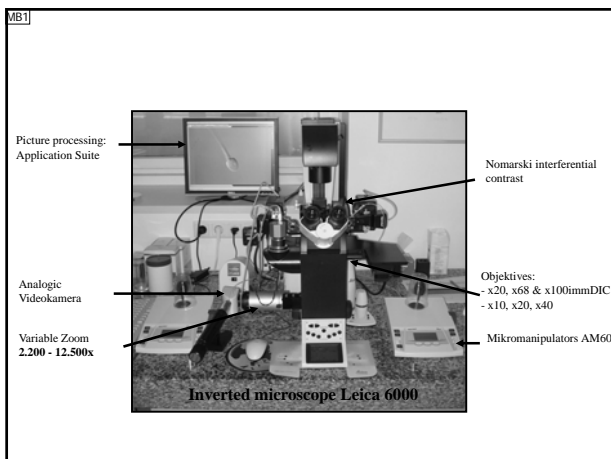 MB1
Picture processing:
Application Suite
Nomarski interferential
contrast
Analogic
Videokamera
Objektives:
- x20, x68 & x100immDIC
- x10, x20, x40
Variable Zoom
2.200 - 12.500x
Mikromanipulators AM60
Inverted microscope Leica 6000